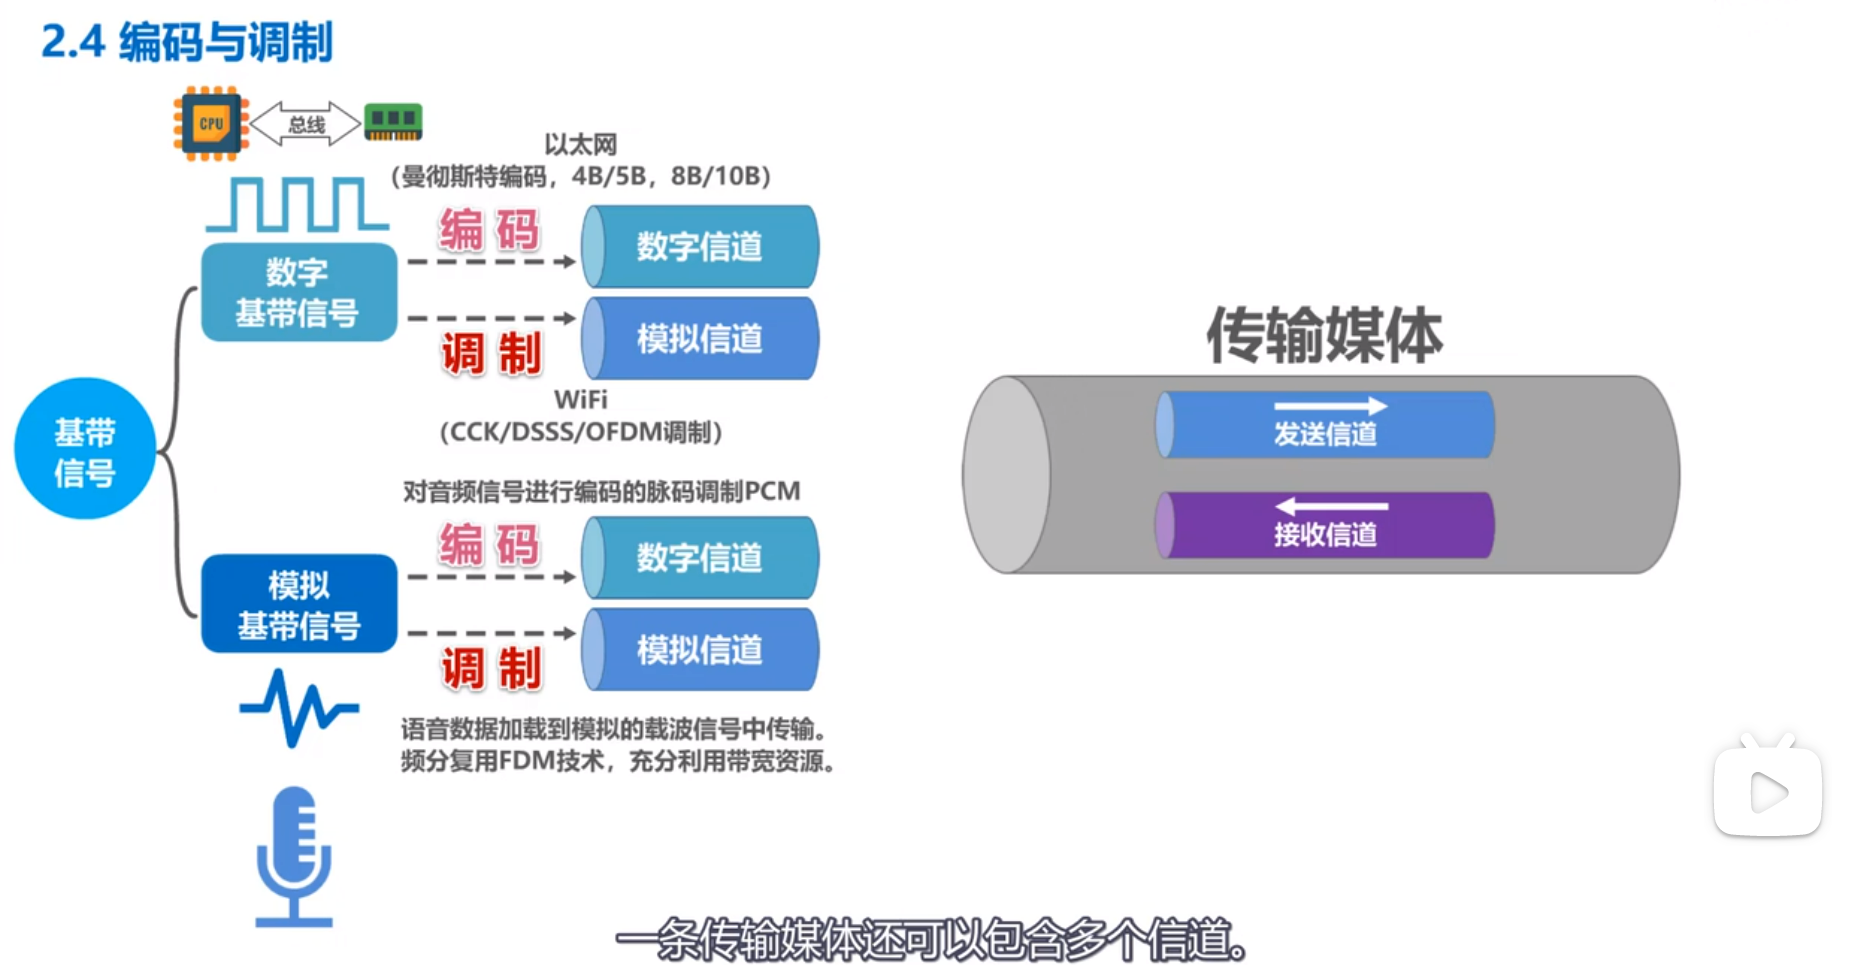 2.4 编码与调制
CPU
总线
以太网
（曼彻斯特编码，4B/5B，8B/10B）
编 码
数字信道
数字
基带信号
调 制
模拟信道
WiFi
（CCK/DSSS/OFDM调制）
基带
信号
对音频信号进行编码的脉码调制PCM
编 码
数字信道
模拟
基带信号
调 制
模拟信道
语音数据加载到模拟的载波信号中传输。
频分复用FDM技术，充分利用带宽资源。
传输媒体
发送信道
接收信道
一条传输媒体还可以包含多个信道。